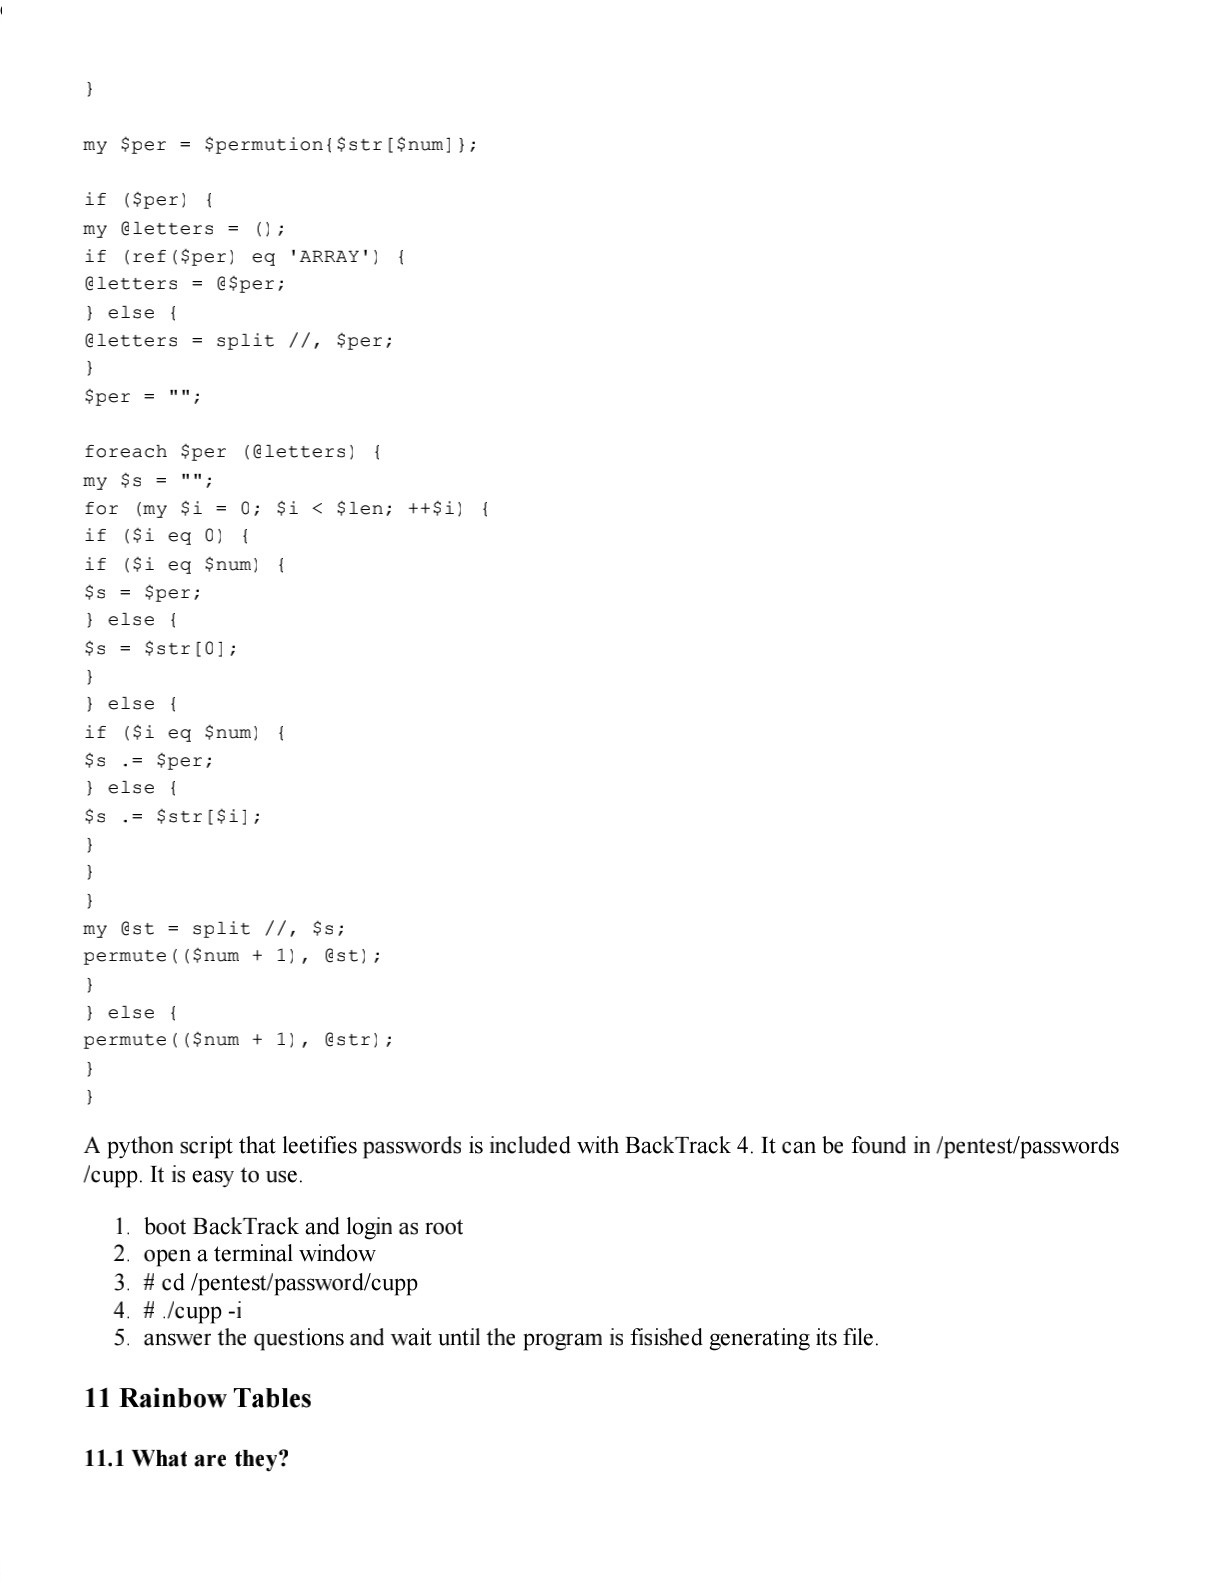 }
my $per = $permution{$str[$num]};
if ($per) {
my @letters = ();
if (ref($per) eq 'ARRAY') {
@letters = @$per;
} else {
@letters = split //, $per;
}
$per = "";
foreach $per (@letters) {
my $s = "";
for (my $i = 0; $i < $len; ++$i) {
if ($i eq 0) {
if ($i eq $num) {
$s = $per;
} else {
$s = $str[0];
}
} else {
if ($i eq $num) {
$s .= $per;
} else {
$s .= $str[$i];
}
}
}
my @st = split //, $s;
permute(($num + 1), @st);
}
} else {
permute(($num + 1), @str);
}
}
A python script that leetifies passwords is included with BackTrack 4. It can be found in /pentest/passwords
/cupp. It is easy to use.
1. boot BackTrack and login as root
2. open a terminal window
3. # cd /pentest/password/cupp
4. # ./cupp -i
5. answer the questions and wait until the program is fisished generating its file.
11 Rainbow Tables
11.1 What are they?